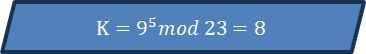 K = 9⁵mod 23 = 8